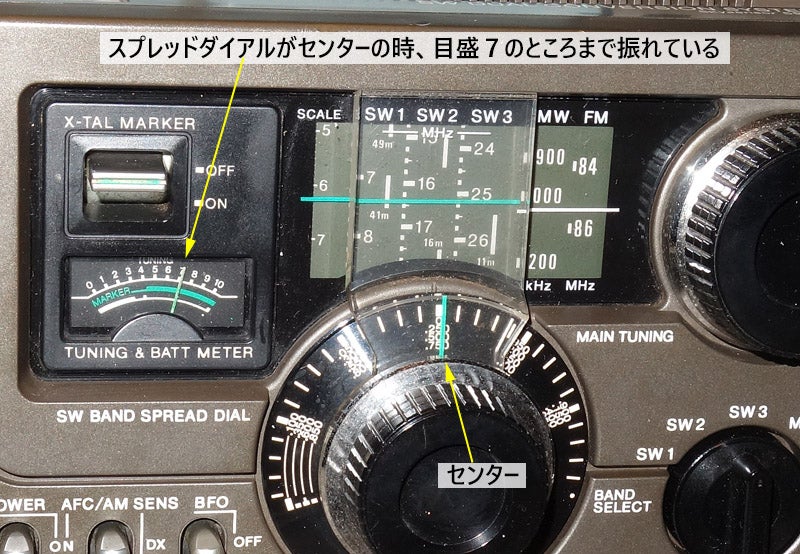 スプレッドダイアルがセンターの時、目盛７のところまで振れている
X-TAL MARKER
OFF
ON
TUNING
0 1 2 3 4 5 6 7 8 9 10
MARKER
TUNING & BATT METER
SCALE SW1 SW2 SW3 MW FM
MHz
-5 49m 15 24 900 84
-6 7 16 25 000
41m
-7 8 17 26 86
16m 11m 200
kHz MHz
MAIN TUNING
SW BAND SPREAD DIAL
センター
SW1 SW2 SW3 M
BAND
SELECT
OWER AFC/AM SENS BFO
ON DX OFF